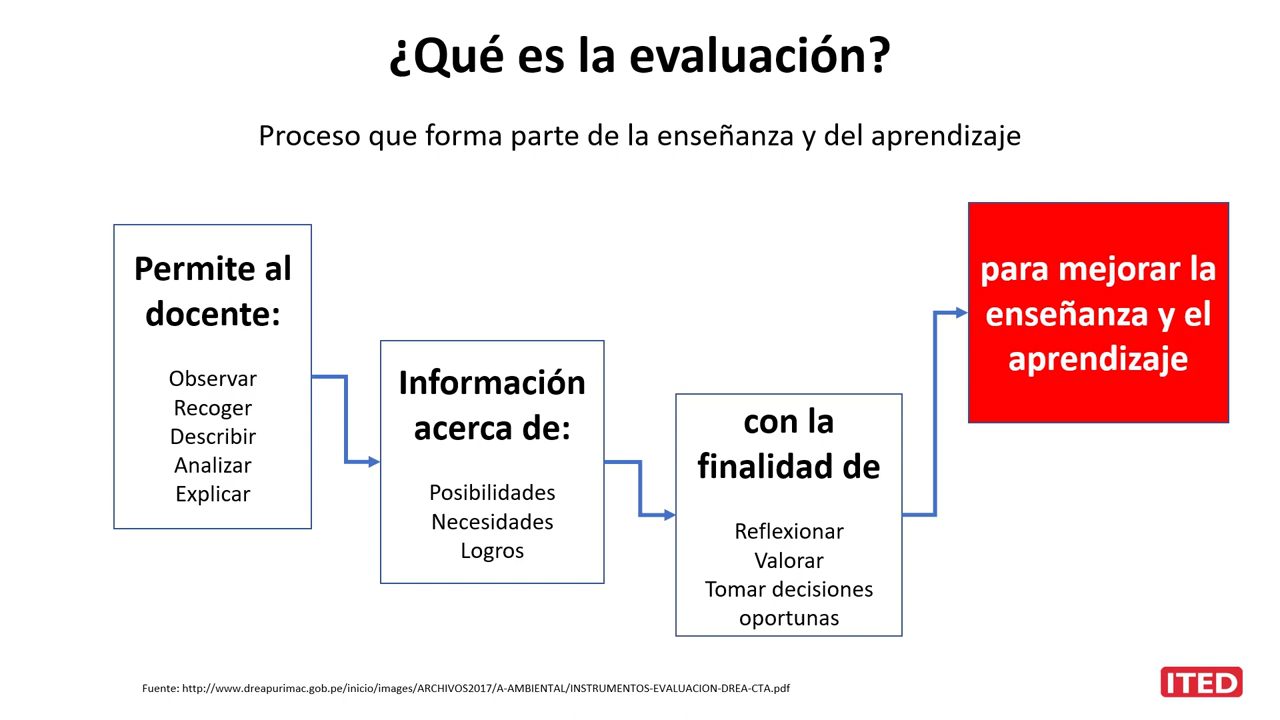 ¿Qué es la evaluación?
Proceso que forma parte de la enseñanza y del aprendizaje
Permite al
docente:
Observar
Recoger
Describir
Analizar
Explicar
Información
acerca de:
Posibilidades
Necesidades
Logros
con la
finalidad de
Reflexionar
Valorar
Tomar decisiones
oportunas
para mejorar la
enseñanza y el
aprendizaje
Fuente: http://www.dreapurimac.gob.pe/inicio/images/ARCHIVOS2017/A-AMBIENTAL/INSTRUMENTOS-EVALUACION-DREA-CTA.pdf
ITED